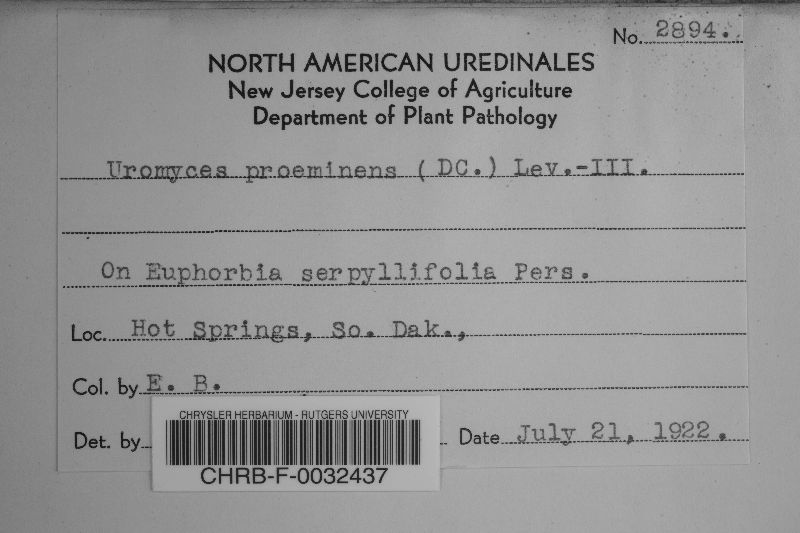 No. 2894.
NORTH AMERICAN UREDINALES
New Jersey College of Agriculture
Department of Plant Pathology
Uromyces proeminens (DC.) Lev.-III.
On Euphorbia serpyllifolia Pers.
Loc. Hot Springs, So. Dak.,
Col. by E. B.
Det. by
Date July 21, 1922.
CHRYSLER HERBARIUM - RUTGERS UNIVERSITY
CHRB-F-0032437